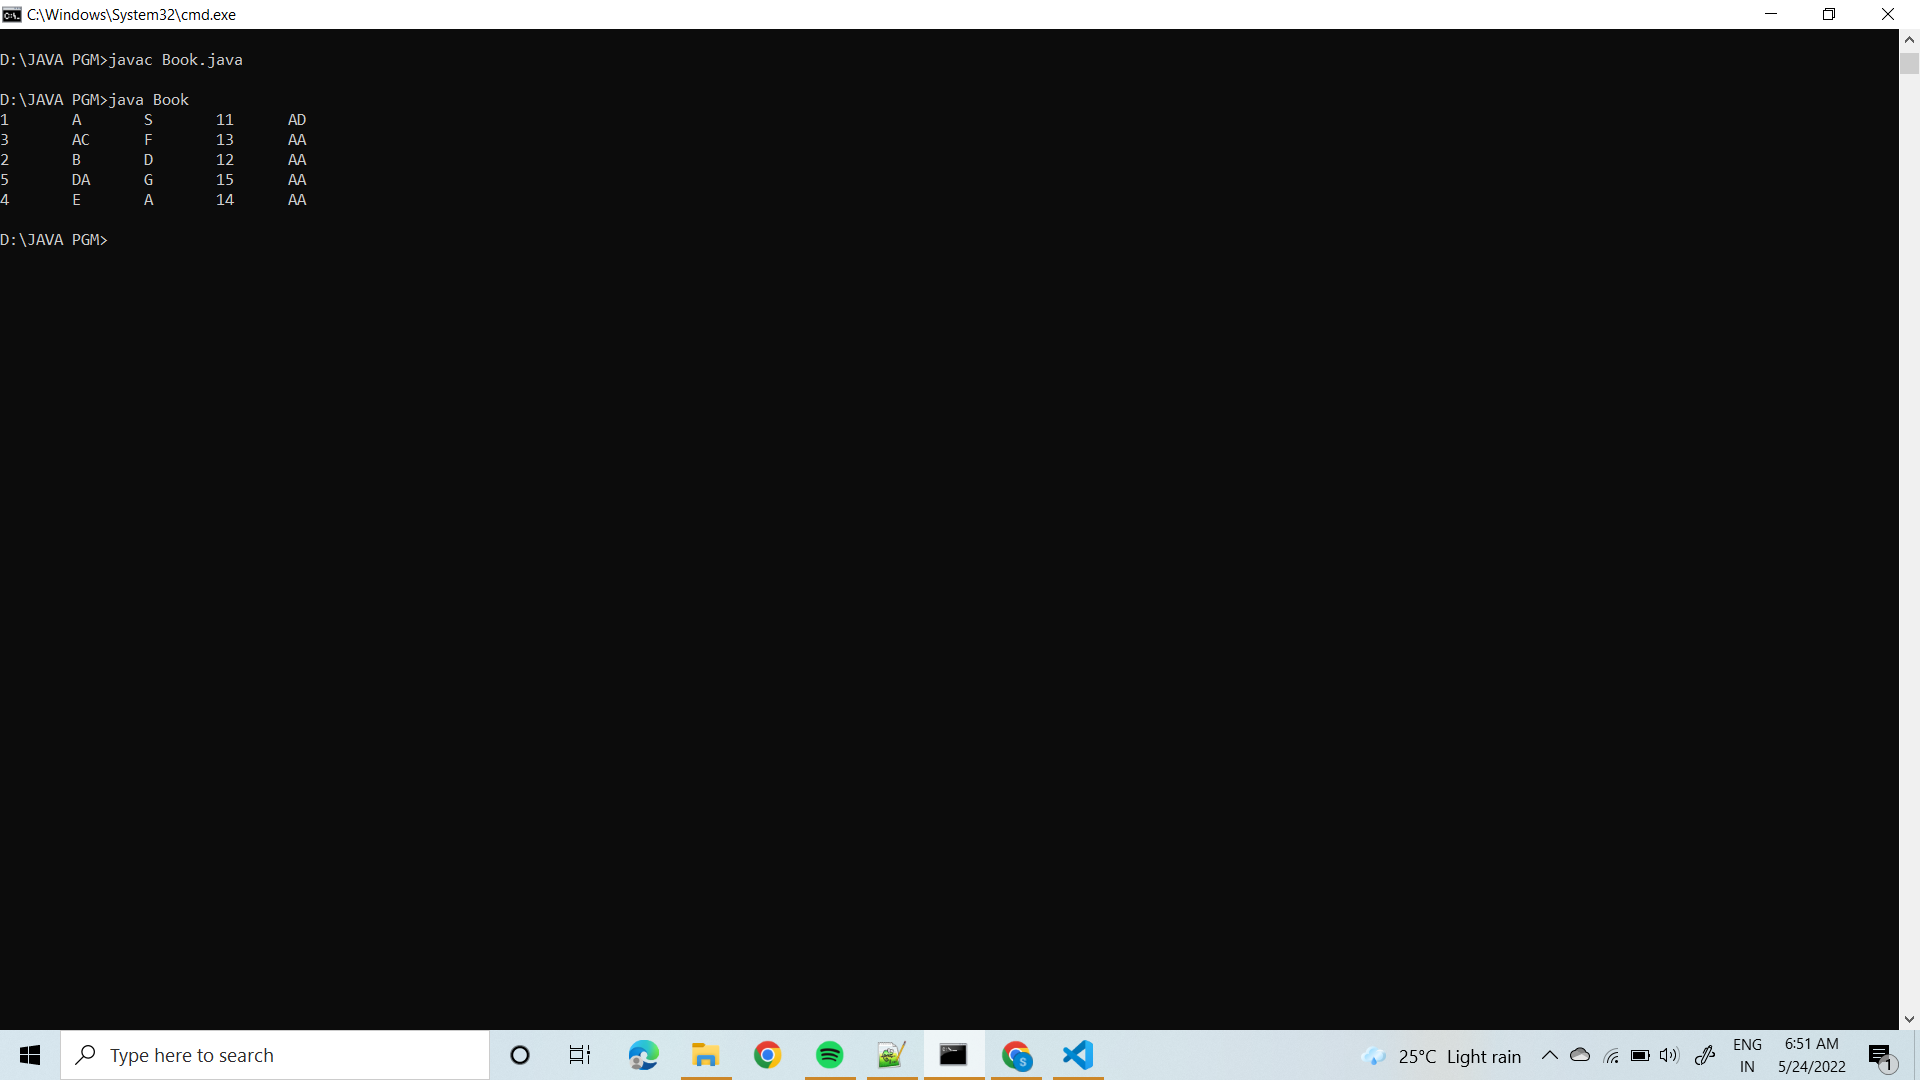 C:\Windows\System32\cmd.exe
D:\JAVA PGM>javac Book.java
D:\JAVA PGM>java Book
1 A S 11 AD
3 AC F 13 AA
2 B D 12 AA
5 DA G 15 AA
4 E A 14 AA
D:\JAVA PGM>
Type here to search
25°C Light rain
ENG
IN
6:51 AM
5/24/2022
1